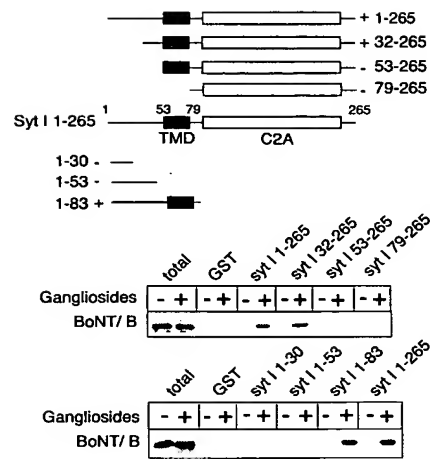 + 1-265
+ 32-265
- 53-265
- 79-265
1 53 79 265
Syt I 1-265
TMD C2A
1-30 -
1-53 -
1-83 +
total GST syt I 1-265 syt I 32-265 syt I 53-265 syt I 79-265
Gangliosides - + - + - + - + - + - +
BoNT/ B
total GST syt I 1-30 syt I 1-53 syt I 1-83 syt I 1-265
Gangliosides - + - + - + - + - + - +
BoNT/ B